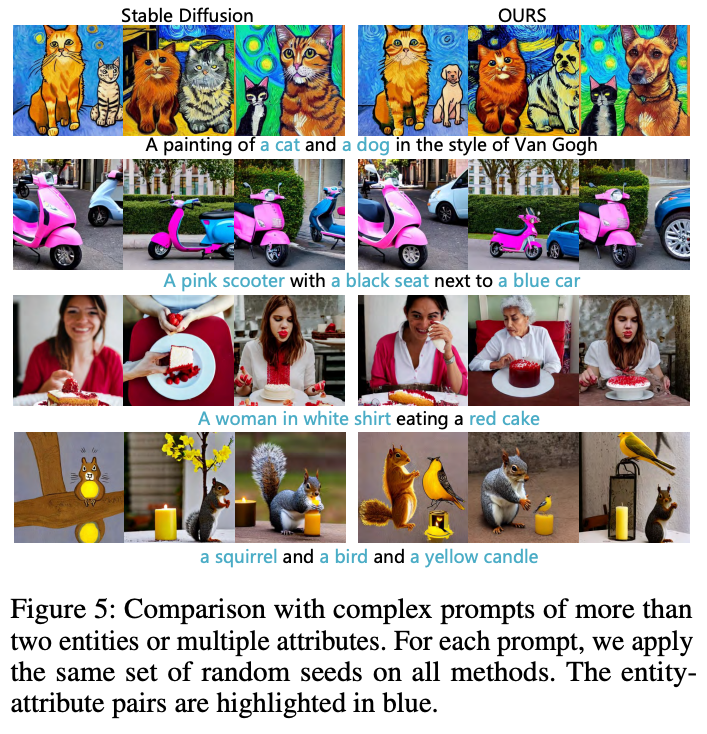 Stable Diffusion
OURS
A painting of a cat and a dog in the style of Van Gogh
A pink scooter with a black seat next to a blue car
A woman in white shirt eating a red cake
a squirrel and a bird and a yellow candle
Figure 5: Comparison with complex prompts of more than
two entities or multiple attributes. For each prompt, we apply
the same set of random seeds on all methods. The entity-
attribute pairs are highlighted in blue.